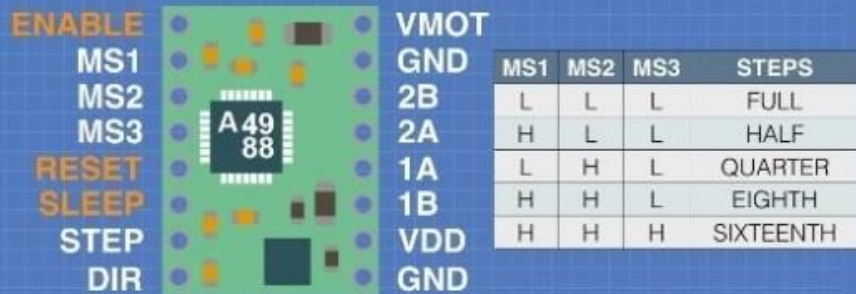 ENABLE
MS1
MS2
MS3
RESET
SLEEP
STEP
DIR
A 49
88
VMOT
GND
2B
2A
1A
1B
VDD
GND
MS1 MS2 MS3 STEPS
L L L FULL
H L L HALF
L H L QUARTER
H H L EIGHTH
H H H SIXTEENTH